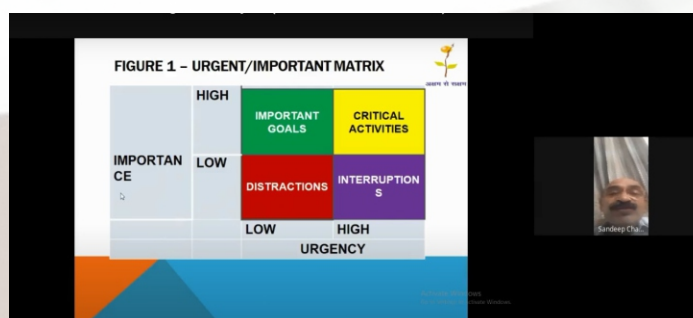 FIGURE 1 – URGENT/IMPORTANT MATRIX
HIGH
IMPORTANT
GOALS
CRITICAL
ACTIVITIES
IMPORTAN
CE
LOW
DISTRACTIONS
INTERRUPTION
S
LOW
HIGH
URGENCY
Sandeep Cha...